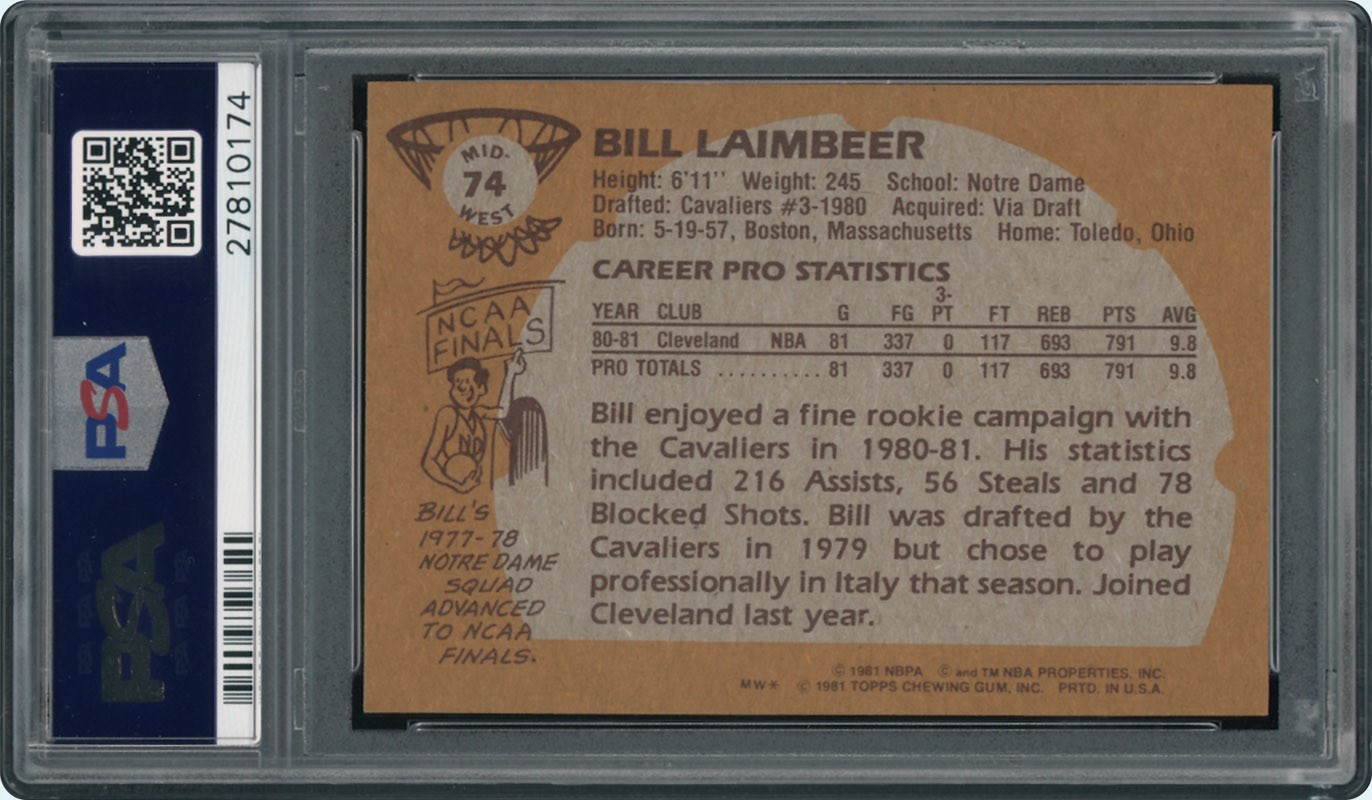 27810174
PSA
PSA
MID-
74
WEST
BILL LAIMBEER
Height: 6'11'' Weight: 245 School: Notre Dame
Drafted: Cavaliers #3-1980 Acquired: Via Draft
Born: 5-19-57, Boston, Massachusetts Home: Toledo, Ohio
CAREER PRO STATISTICS
YEAR CLUB G FG 3-PT FT REB PTS AVG
80-81 Cleveland NBA 81 337 0 117 693 791 9.8
PRO TOTALS .......... 81 337 0 117 693 791 9.8
NCAA
FINALS
ND
BILL'S
1977-78
NOTRE DAME
SQUAD
ADVANCED
TO NCAA
FINALS.
Bill enjoyed a fine rookie campaign with
the Cavaliers in 1980-81. His statistics
included 216 Assists, 56 Steals and 78
Blocked Shots. Bill was drafted by the
Cavaliers in 1979 but chose to play
professionally in Italy that season. Joined
Cleveland last year.
© 1981 NBPA © and TM NBA PROPERTIES, INC.
MW* © 1981 TOPPS CHEWING GUM, INC. PRTD. IN U.S.A.